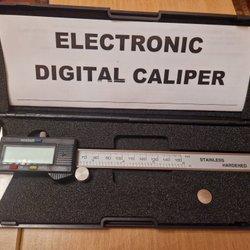 ELECTRONIC
DIGITAL CALIPER
STAINLESS
HARDENED